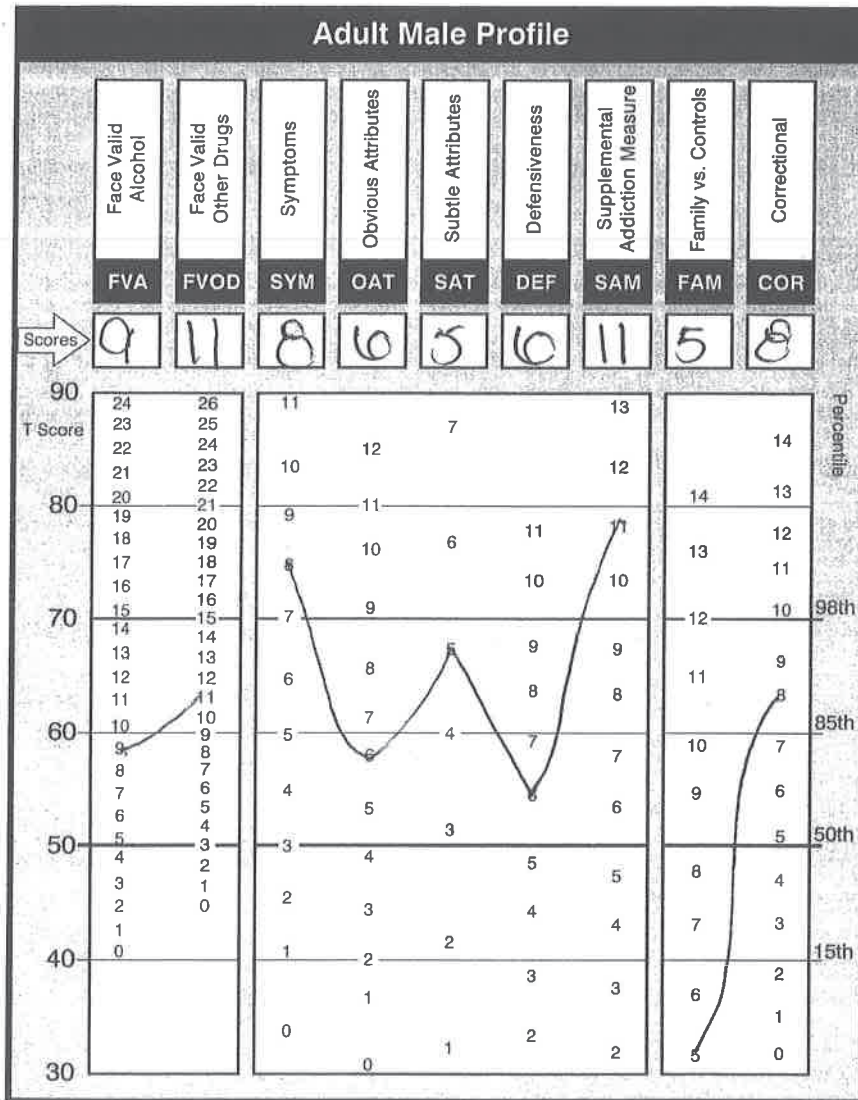 Adult Male Profile
Face Valid Alcohol
Face Valid Other Drugs
Symptoms
Obvious Attributes
Subtle Attributes
Defensiveness
Supplemental Addiction Measure
Family vs. Controls
Correctional
FVA FVOD SYM OAT SAT DEF SAM FAM COR
Scores 9 11 8 6 5 6 11 5 8
90 24 26 11 13
T Score 23 25 7 Percentile
22 24 12 14
21 23 10 12
20 22 14 13
80 21 11
19 20 9 11 11 12
18 19 10 6 13
17 18 8 11
16 17 10 10
15 16 9 12 10
70 15 7 98th
14 14
13 13 8 5 9 9 9
12 12 6 8 8 11 8
11 11
10 10 7 7
60 9 5 4 85th
9 8 6 7 10 7
8 7
7 6 4 6 9 6
6 5 5 6
5 4 3 5
50 3 3 50th
4 2 4 5 8
3 1 5 4
2 0 2 3 4 4 7 3
1
0 1 2 2
40 15th
1 3 3 6 2
0 2 1
1 2 5 0
30 0